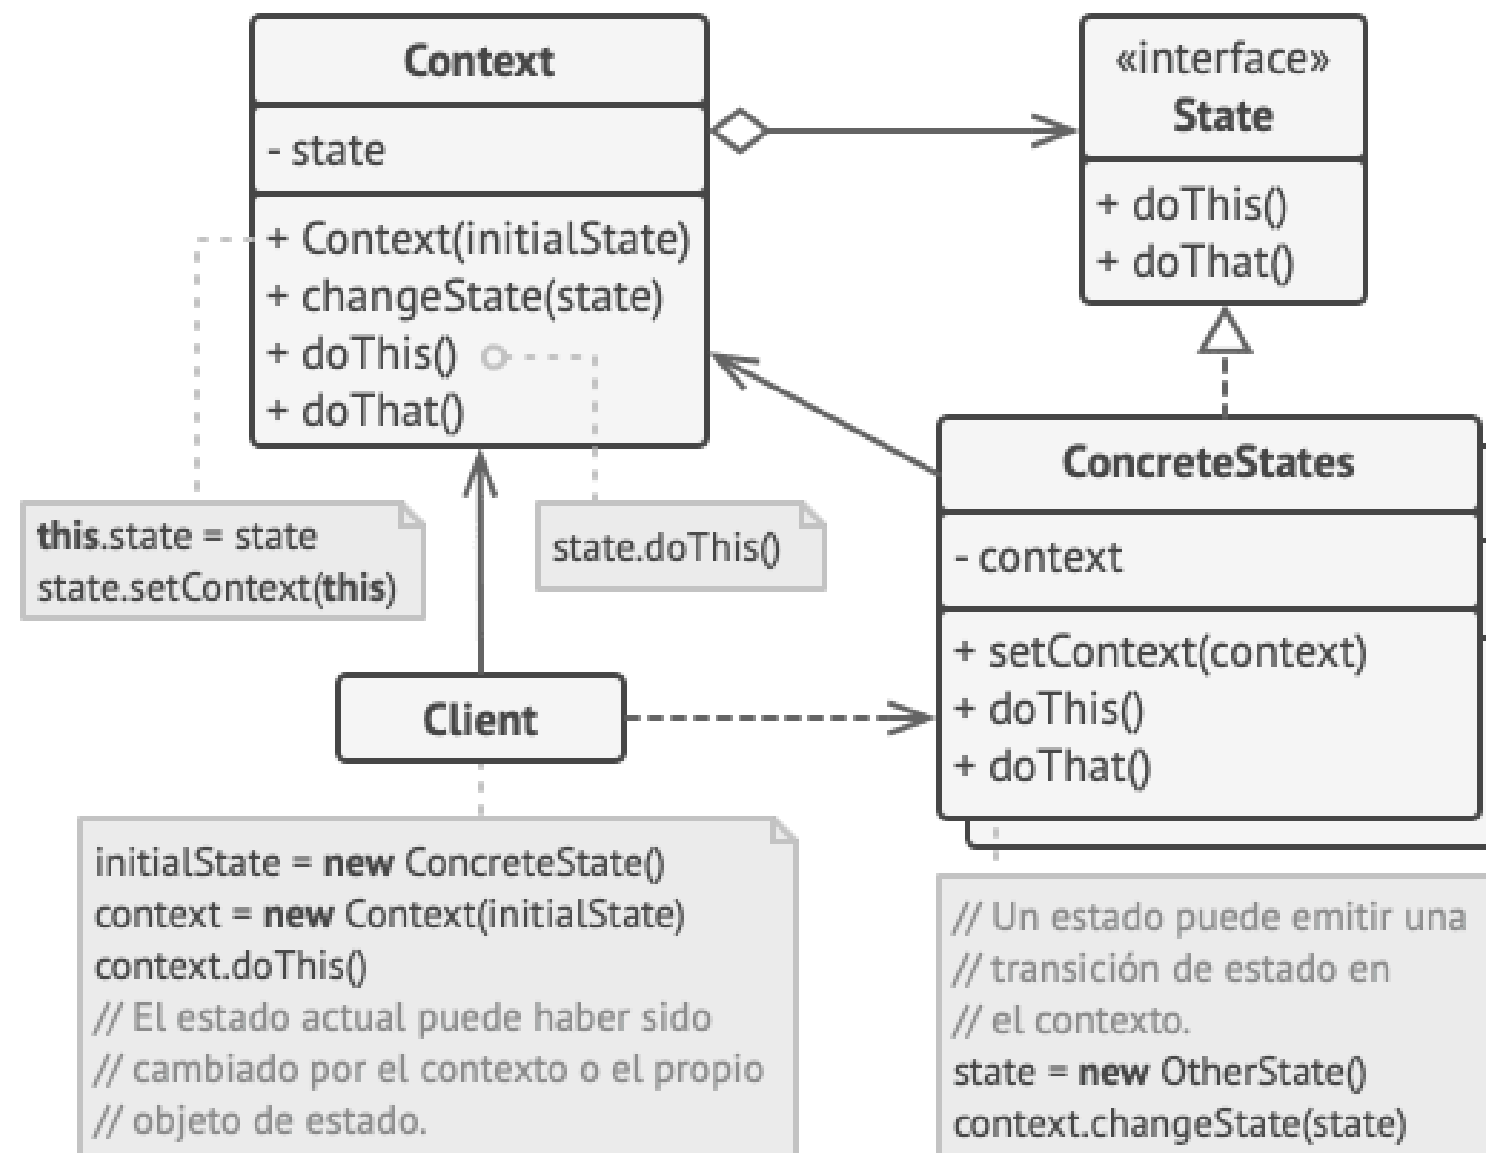 Context
- state
+ Context(initialState)
+ changeState(state)
+ doThis()
+ doThat()
«interface»
State
+ doThis()
+ doThat()
this.state = state
state.setContext(this)
state.doThis()
ConcreteStates
- context
+ setContext(context)
+ doThis()
+ doThat()
Client
initialState = new ConcreteState()
context = new Context(initialState)
context.doThis()
// El estado actual puede haber sido
// cambiado por el contexto o el propio
// objeto de estado.
// Un estado puede emitir una
// transición de estado en
// el contexto.
state = new OtherState()
context.changeState(state)